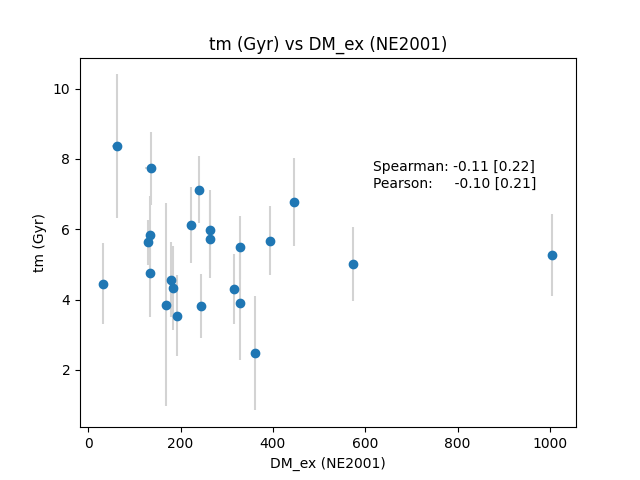 tm (Gyr) vs DM_ex (NE2001)
10
8
6
4
2
tm (Gyr)
Spearman: -0.11 [0.22]
Pearson: -0.10 [0.21]
0 200 400 600 800 1000
DM_ex (NE2001)